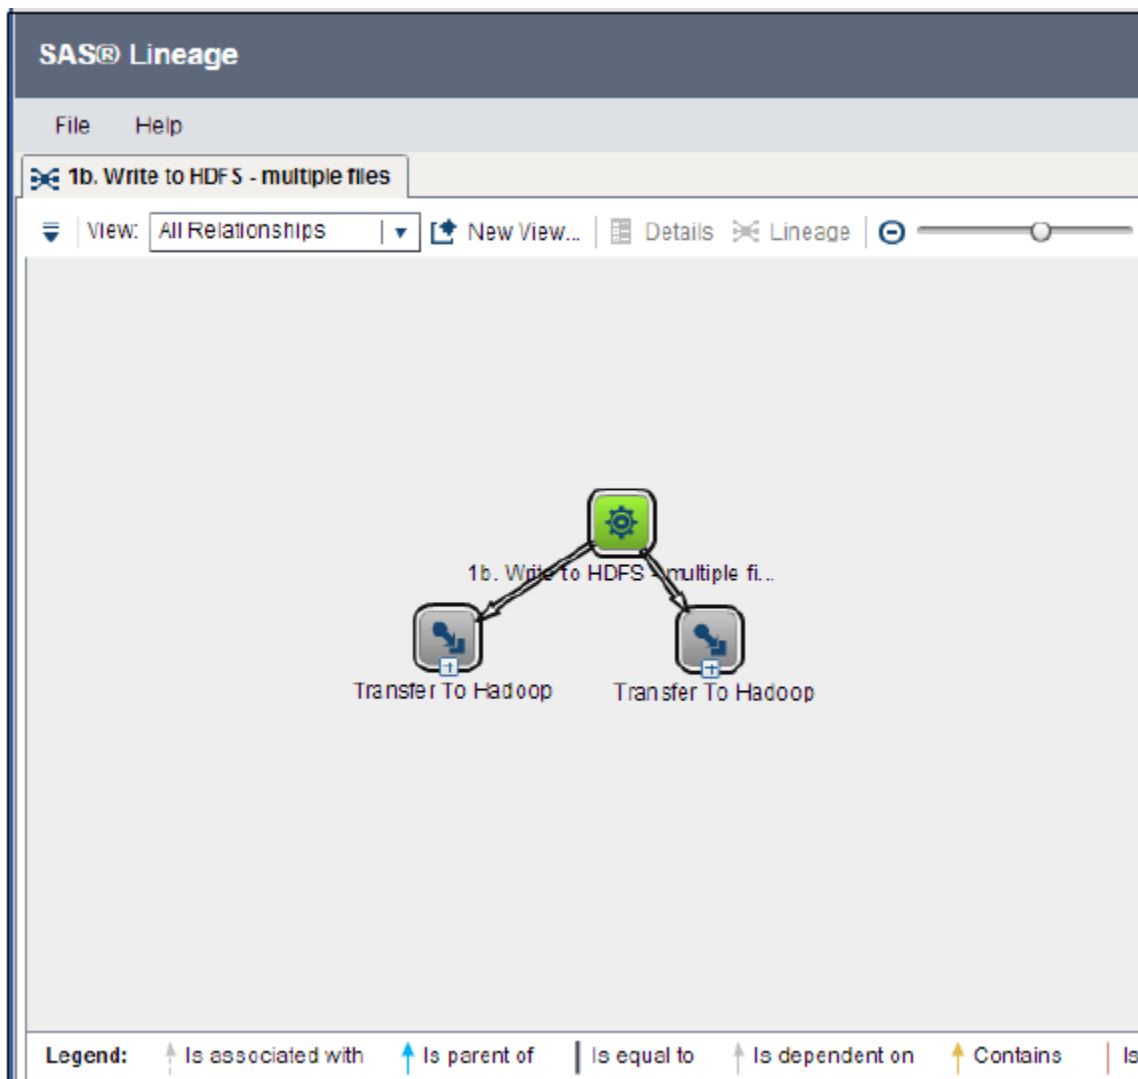 SAS® Lineage
File Help
1b. Write to HDFS - multiple files
View: All Relationships New View... Details Lineage
1b. Write to HDFS - multiple fi...
Transfer To Hadoop Transfer To Hadoop
Legend: Is associated with Is parent of Is equal to Is dependent on Contains Is